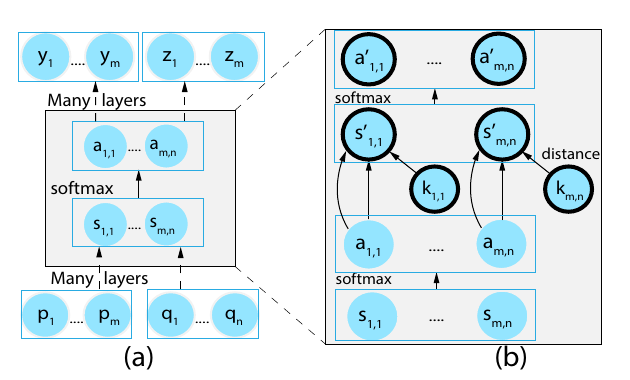 y1 .... ym z1 .... zm
Many layers
a1,1 .... am,n
softmax
s1,1 .... sm,n
Many layers
p1 .... pm q1 .... qn
(a)
a′1,1 .... a′m,n
softmax
s′1,1 s′m,n
distance
k1,1 km,n
a1,1 .... am,n
softmax
s1,1 .... sm,n
(b)